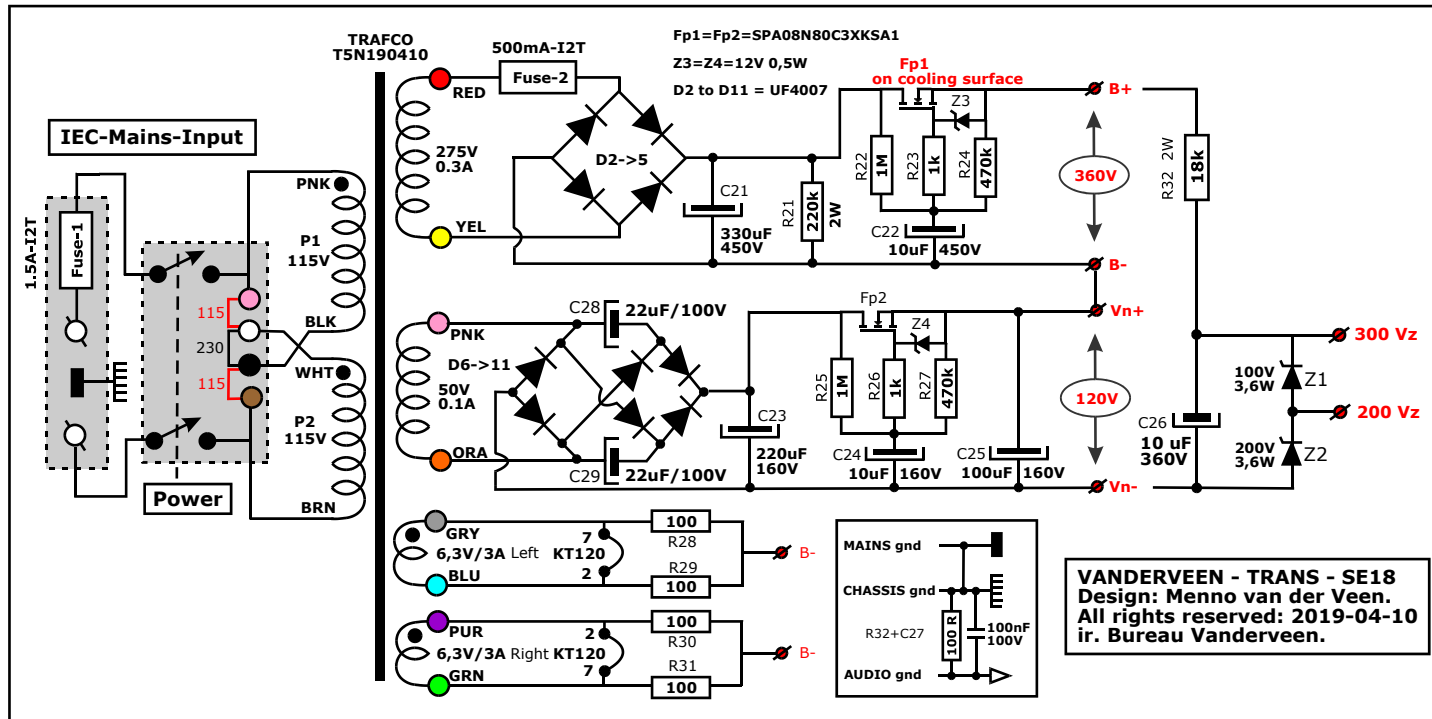 TRAFCO
T5N190410
500mA-I2T
Fuse-2
RED
275V
0.3A
YEL
D2->5
Fp1=Fp2=SPA08N80C3XKSA1
Z3=Z4=12V 0,5W
D2 to D11 = UF4007
Fp1
on cooling surface
Z3
R22
1M
R23
1k
R24
470k
C21
330uF
450V
R21
220k
2W
C22
10uF 450V
B+
360V
B-
R32 2W
18k
IEC-Mains-Input
1.5A-I2T
Fuse-1
PNK
P1
115V
BLK
115
230
115
WHT
P2
115V
BRN
Power
PNK
50V
0.1A
ORA
D6->11
C28
22uF/100V
C29
22uF/100V
C23
220uF
160V
Fp2
Z4
R25
1M
R26
1k
R27
470k
C24
10uF 160V
C25
100uF 160V
Vn+
120V
Vn-
300 Vz
100V
3,6W
Z1
200 Vz
200V
3,6W
Z2
C26
10 uF
360V
GRY
6,3V/3A Left
BLU
7
KT120
2
100
R28
R29
100
B-
PUR
6,3V/3A Right
GRN
2
KT120
7
100
R30
R31
100
B-
MAINS gnd
CHASSIS gnd
R32+C27
100 R
100nF
100V
AUDIO gnd
VANDERVEEN - TRANS - SE18
Design: Menno van der Veen.
All rights reserved: 2019-04-10
ir. Bureau Vanderveen.